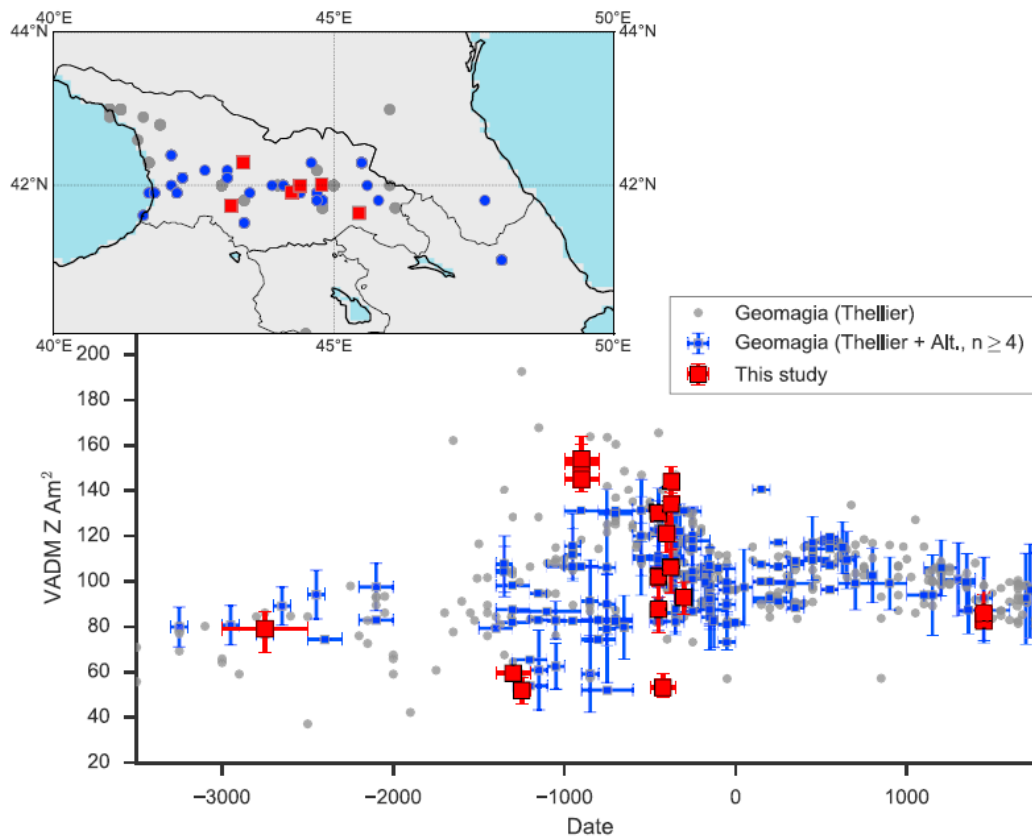 40°E 45°E 50°E
44°N 44°N
42°N 42°N
40°E 45°E 50°E
Geomagia (Thellier)
Geomagia (Thellier + Alt., n ≥ 4)
This study
200
180
160
140
120
100
80
60
40
20
VADM Z Am²
−3000 −2000 −1000 0 1000
Date